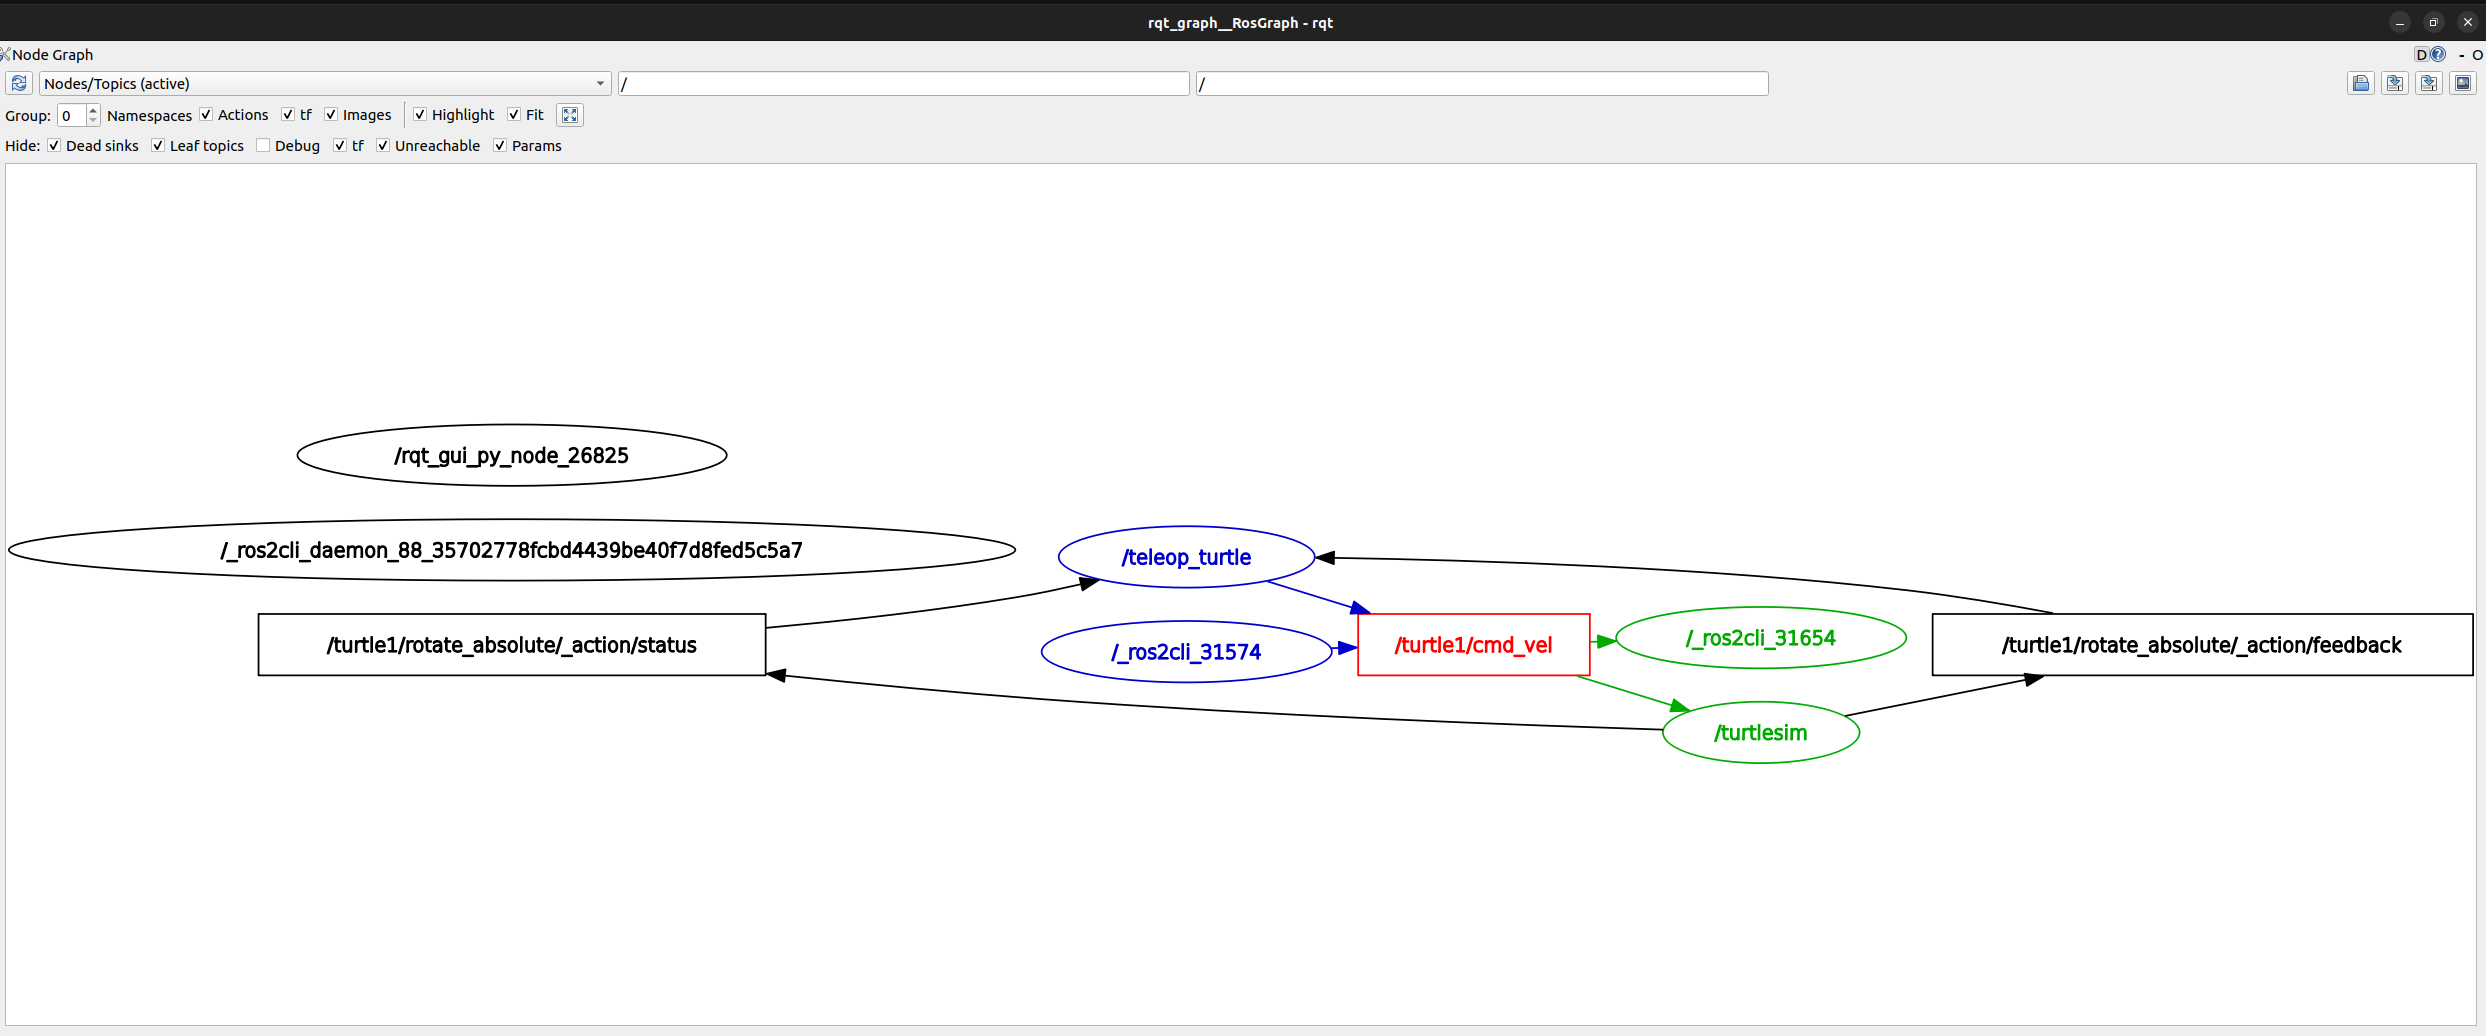 rqt_graph__RosGraph - rqt
Node Graph
D - O
Nodes/Topics (active) / /
Group: 0 Namespaces Actions tf Images Highlight Fit
Hide: Dead sinks Leaf topics Debug tf Unreachable Params
/rqt_gui_py_node_26825
/_ros2cli_daemon_88_35702778fcbd4439be40f7d8fed5c5a7
/teleop_turtle
/turtle1/rotate_absolute/_action/status
/_ros2cli_31574
/turtle1/cmd_vel
/_ros2cli_31654
/turtle1/rotate_absolute/_action/feedback
/turtlesim